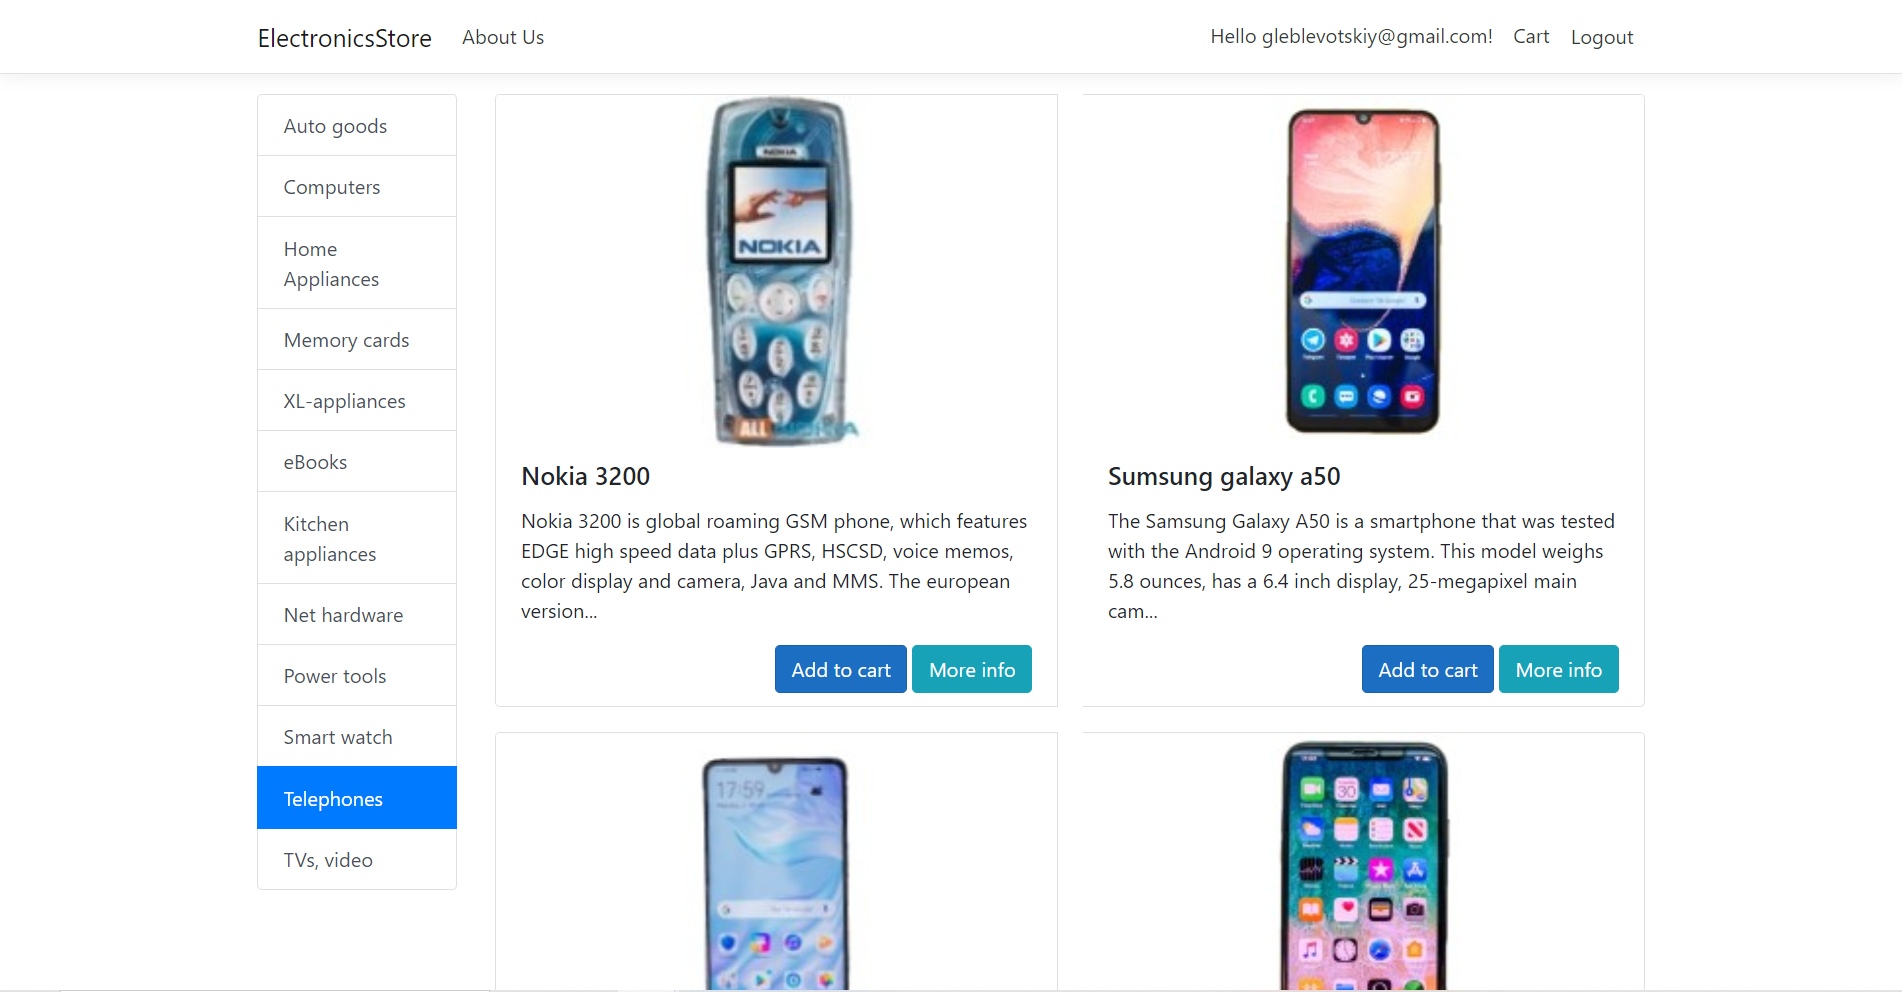 ElectronicsStore
About Us
Hello gleblevotskiy@gmail.com!
Cart
Logout
Auto goods
Computers
Home
Appliances
Memory cards
XL-appliances
eBooks
Kitchen
appliances
Net hardware
Power tools
Smart watch
Telephones
TVs, video
NOKIA
NOKIA
ALL
Nokia 3200
Nokia 3200 is global roaming GSM phone, which features
EDGE high speed data plus GPRS, HSCSD, voice memos,
color display and camera, Java and MMS. The european
version...
Add to cart
More info
Sumsung galaxy a50
The Samsung Galaxy A50 is a smartphone that was tested
with the Android 9 operating system. This model weighs
5.8 ounces, has a 6.4 inch display, 25-megapixel main
cam...
Add to cart
More info
17:59
30